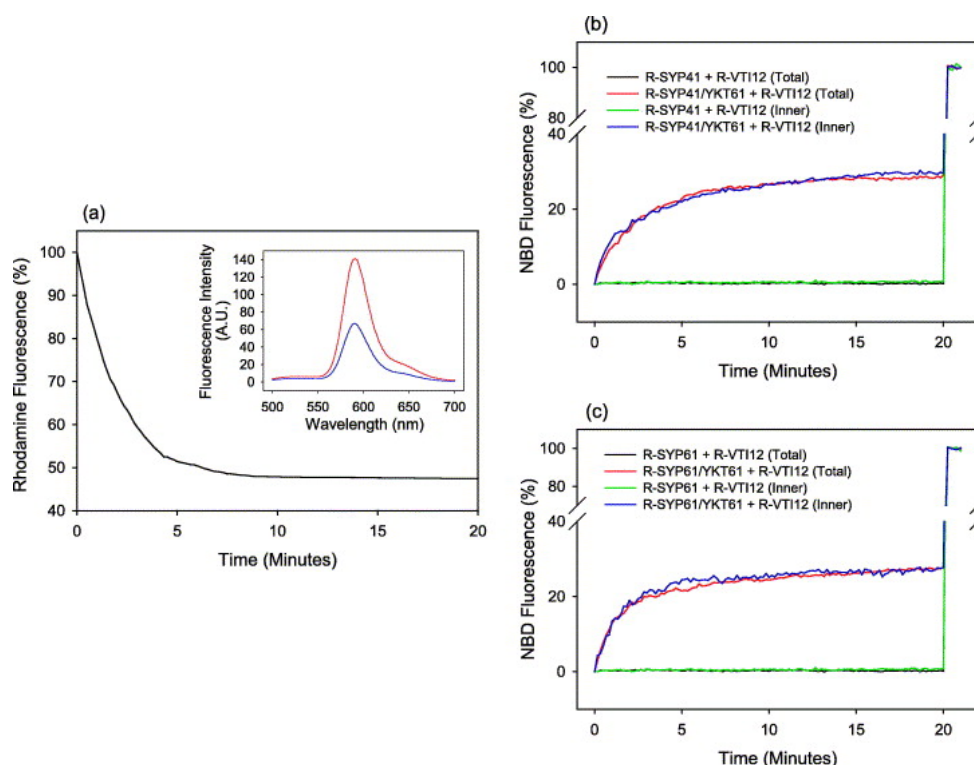 (a)
Rhodamine Fluorescence (%)
100
90
80
70
60
50
40
0
5
10
15
20
Time (Minutes)
Fluorescence Intensity
(A.U.)
140
120
100
80
60
40
20
0
500
550
600
650
700
Wavelength (nm)
(b)
NBD Fluorescence (%)
100
80
40
20
0
R-SYP41 + R-VTI12 (Total)
R-SYP41/YKT61 + R-VTI12 (Total)
R-SYP41 + R-VTI12 (Inner)
R-SYP41/YKT61 + R-VTI12 (Inner)
0
5
10
15
20
Time (Minutes)
(c)
NBD Fluorescence (%)
100
80
40
20
0
R-SYP61 + R-VTI12 (Total)
R-SYP61/YKT61 + R-VTI12 (Total)
R-SYP61 + R-VTI12 (Inner)
R-SYP61/YKT61 + R-VTI12 (Inner)
0
5
10
15
20
Time (Minutes)